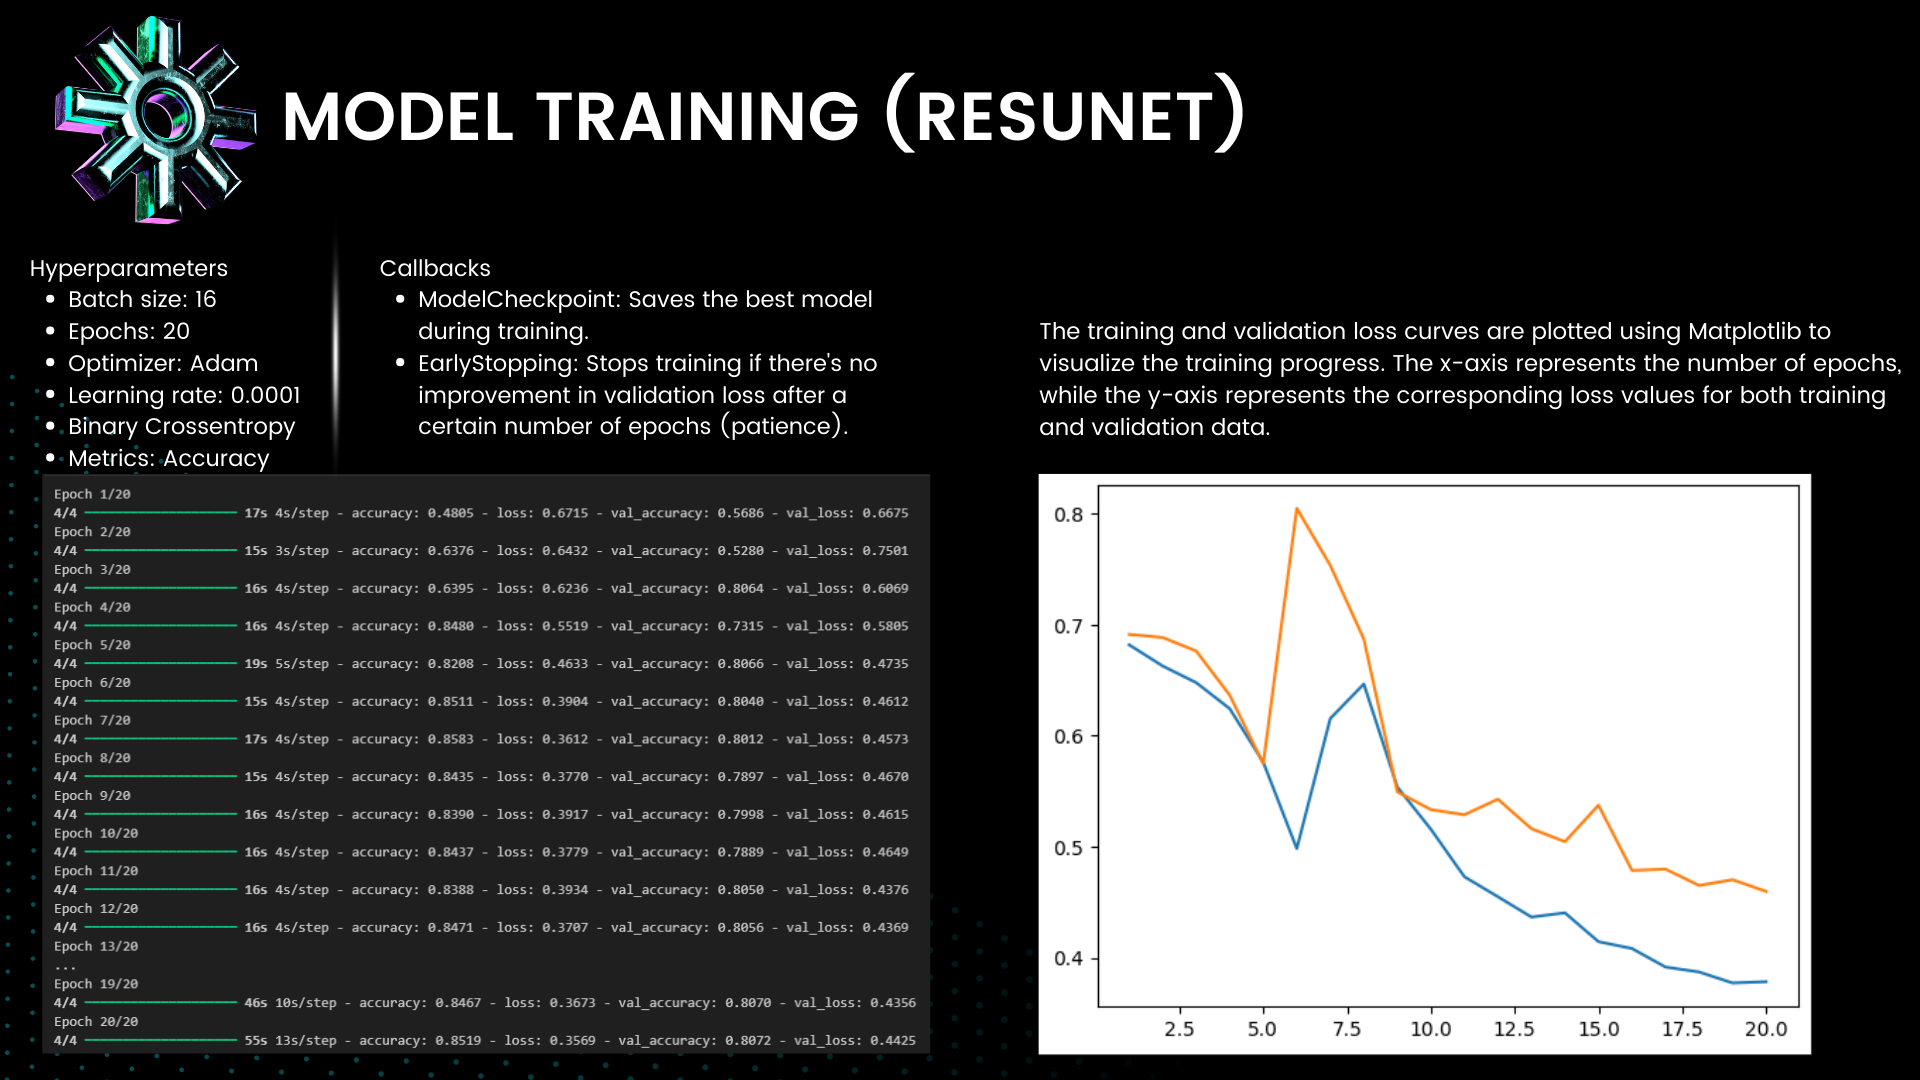 MODEL TRAINING (RESUNET)
Hyperparameters
• Batch size: 16
• Epochs: 20
• Optimizer: Adam
• Learning rate: 0.0001
• Binary Crossentropy
• Metrics: Accuracy
Callbacks
• ModelCheckpoint: Saves the best model
during training.
• EarlyStopping: Stops training if there's no
improvement in validation loss after a
certain number of epochs (patience).
The training and validation loss curves are plotted using Matplotlib to
visualize the training progress. The x-axis represents the number of epochs,
while the y-axis represents the corresponding loss values for both training
and validation data.
Epoch 1/20
4/4 17s 4s/step - accuracy: 0.4805 - loss: 0.6715 - val_accuracy: 0.5686 - val_loss: 0.6675
Epoch 2/20
4/4 15s 3s/step - accuracy: 0.6376 - loss: 0.6432 - val_accuracy: 0.5280 - val_loss: 0.7501
Epoch 3/20
4/4 16s 4s/step - accuracy: 0.6395 - loss: 0.6236 - val_accuracy: 0.8064 - val_loss: 0.6069
Epoch 4/20
4/4 16s 4s/step - accuracy: 0.8480 - loss: 0.5519 - val_accuracy: 0.7315 - val_loss: 0.5805
Epoch 5/20
4/4 19s 5s/step - accuracy: 0.8208 - loss: 0.4633 - val_accuracy: 0.8066 - val_loss: 0.4735
Epoch 6/20
4/4 15s 4s/step - accuracy: 0.8511 - loss: 0.3904 - val_accuracy: 0.8040 - val_loss: 0.4612
Epoch 7/20
4/4 17s 4s/step - accuracy: 0.8583 - loss: 0.3612 - val_accuracy: 0.8012 - val_loss: 0.4573
Epoch 8/20
4/4 15s 4s/step - accuracy: 0.8435 - loss: 0.3770 - val_accuracy: 0.7897 - val_loss: 0.4670
Epoch 9/20
4/4 16s 4s/step - accuracy: 0.8390 - loss: 0.3917 - val_accuracy: 0.7998 - val_loss: 0.4615
Epoch 10/20
4/4 16s 4s/step - accuracy: 0.8437 - loss: 0.3779 - val_accuracy: 0.7889 - val_loss: 0.4649
Epoch 11/20
4/4 16s 4s/step - accuracy: 0.8388 - loss: 0.3934 - val_accuracy: 0.8050 - val_loss: 0.4376
Epoch 12/20
4/4 16s 4s/step - accuracy: 0.8471 - loss: 0.3707 - val_accuracy: 0.8056 - val_loss: 0.4369
Epoch 13/20
...
Epoch 19/20
4/4 46s 10s/step - accuracy: 0.8467 - loss: 0.3673 - val_accuracy: 0.8070 - val_loss: 0.4356
Epoch 20/20
4/4 55s 13s/step - accuracy: 0.8519 - loss: 0.3569 - val_accuracy: 0.8072 - val_loss: 0.4425
0.8
0.7
0.6
0.5
0.4
2.5 5.0 7.5 10.0 12.5 15.0 17.5 20.0